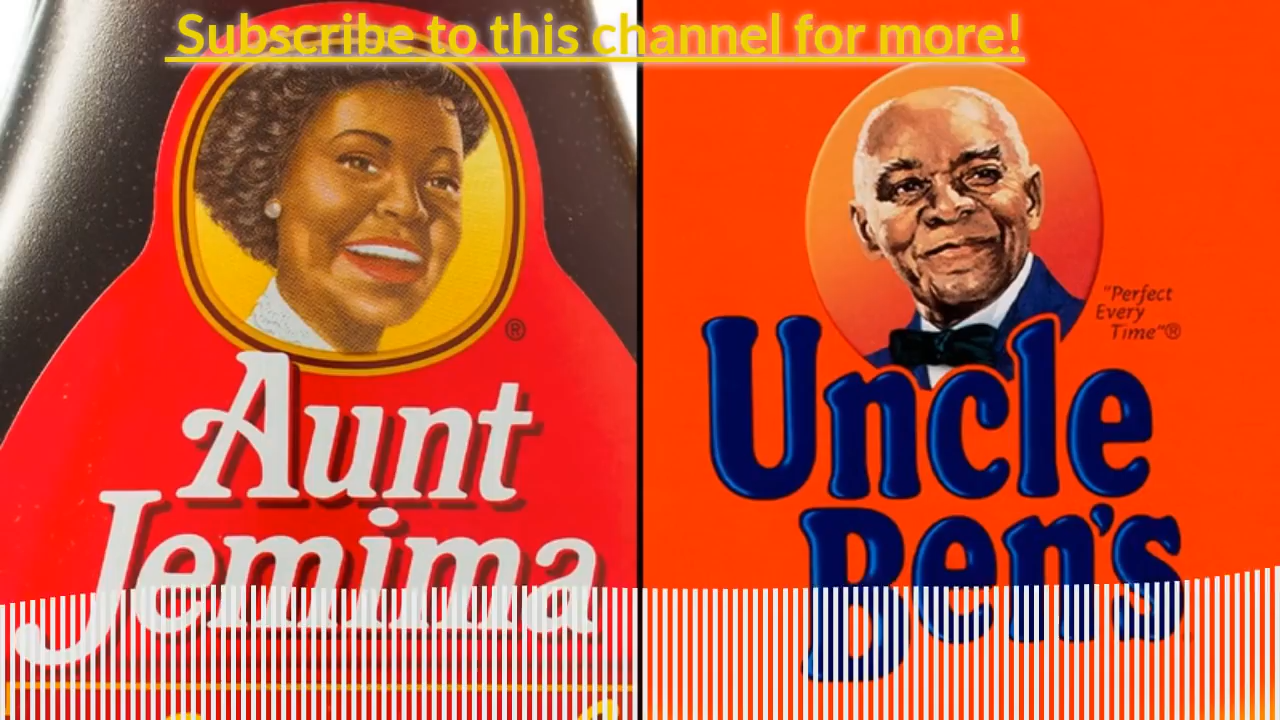 Subscribe to this channel for more!
Aunt
Jemima
®
"Perfect
Every
Time"®
Uncle
Ben's